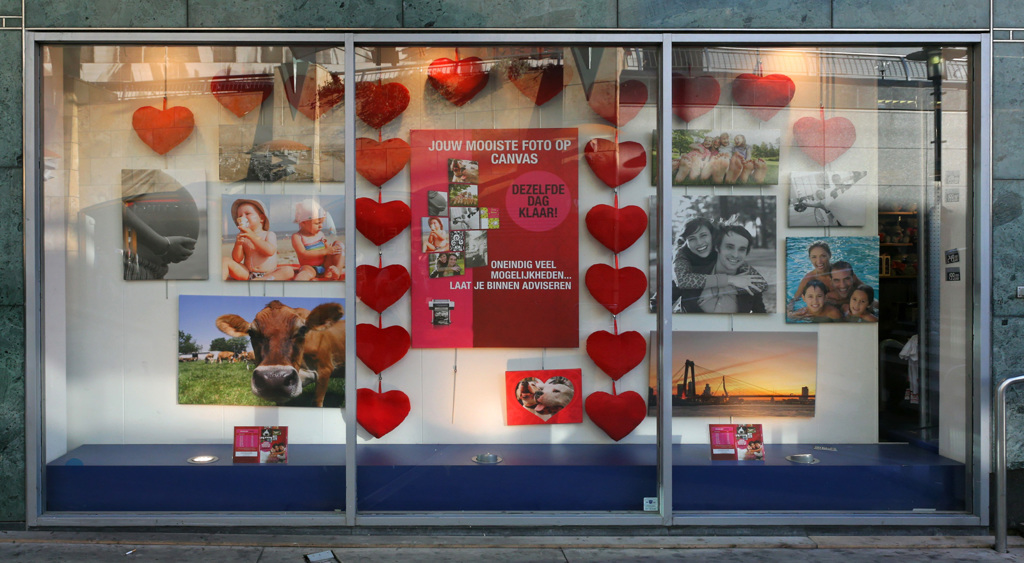 JOUW MOOISTE FOTO OP
CANVAS
DEZELFDE
DAG
KLAAR!
ONEINDIG VEEL
MOGELIJKHEDEN...
LAAT JE BINNEN ADVISEREN